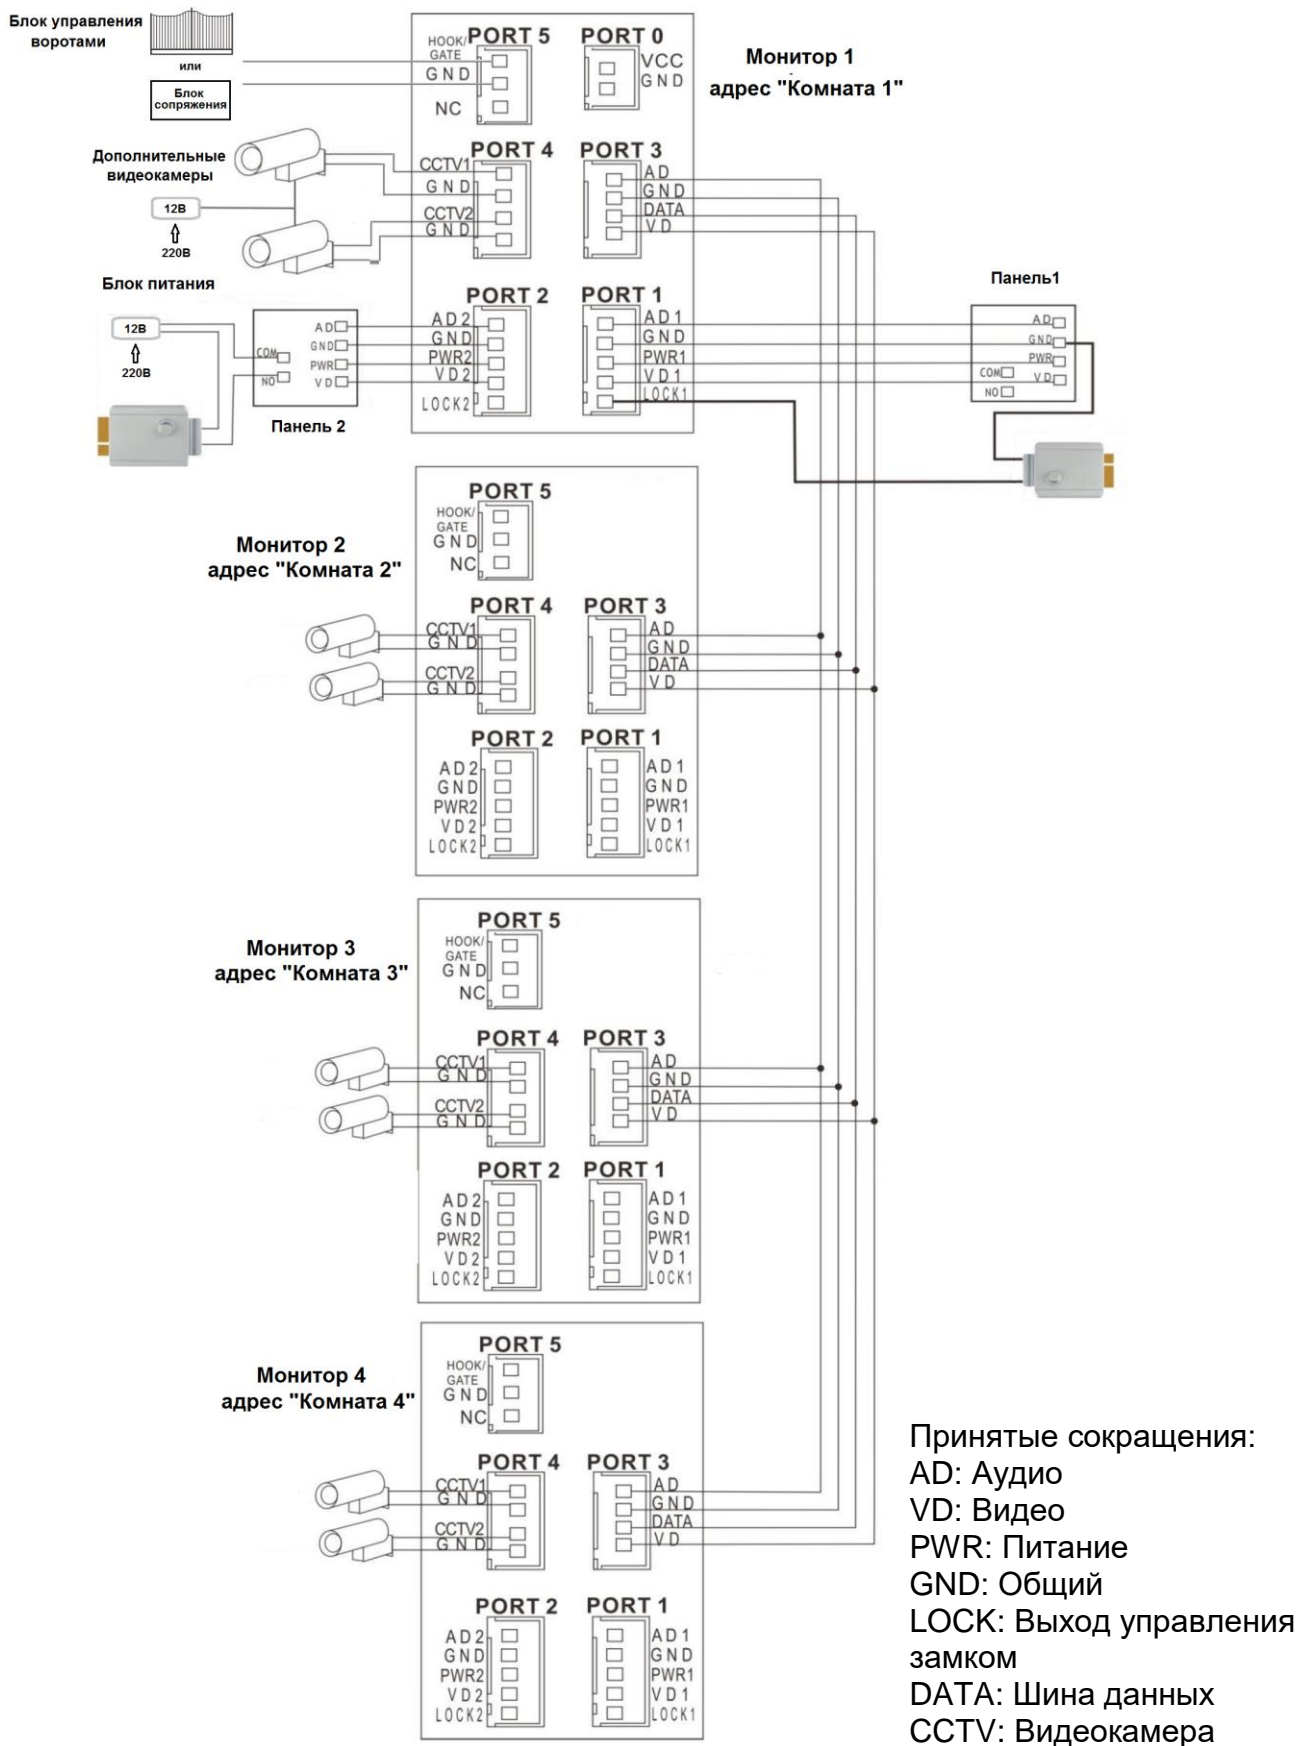 Блок управления
воротами
или
Блок
сопряжения
Дополнительные
видеокамеры
12В
220В
Блок питания
12В
220В
COM
NO
AD
GND
PWR
VD
Панель 2
PORT 5
HOOK/
GATE
GND
NC
PORT 0
VCC
GND
Монитор 1
адрес "Комната 1"
PORT 4
CCTV1
GND
CCTV2
GND
PORT 3
AD
GND
DATA
VD
PORT 2
AD2
GND
PWR2
VD2
LOCK2
PORT 1
AD1
GND
PWR1
VD1
LOCK1
Панель1
AD
GND
PWR
COM
VD
NO
Монитор 2
адрес "Комната 2"
PORT 5
HOOK/
GATE
GND
NC
PORT 4
CCTV1
GND
CCTV2
GND
PORT 3
AD
GND
DATA
VD
PORT 2
AD2
GND
PWR2
VD2
LOCK2
PORT 1
AD1
GND
PWR1
VD1
LOCK1
Монитор 3
адрес "Комната 3"
PORT 5
HOOK/
GATE
GND
NC
PORT 4
CCTV1
GND
CCTV2
GND
PORT 3
AD
GND
DATA
VD
PORT 2
AD2
GND
PWR2
VD2
LOCK2
PORT 1
AD1
GND
PWR1
VD1
LOCK1
Монитор 4
адрес "Комната 4"
PORT 5
HOOK/
GATE
GND
NC
PORT 4
CCTV1
GND
CCTV2
GND
PORT 3
AD
GND
DATA
VD
PORT 2
AD2
GND
PWR2
VD2
LOCK2
PORT 1
AD1
GND
PWR1
VD1
LOCK1
Принятые сокращения:
AD: Аудио
VD: Видео
PWR: Питание
GND: Общий
LOCK: Выход управления
замком
DATA: Шина данных
CCTV: Видеокамера